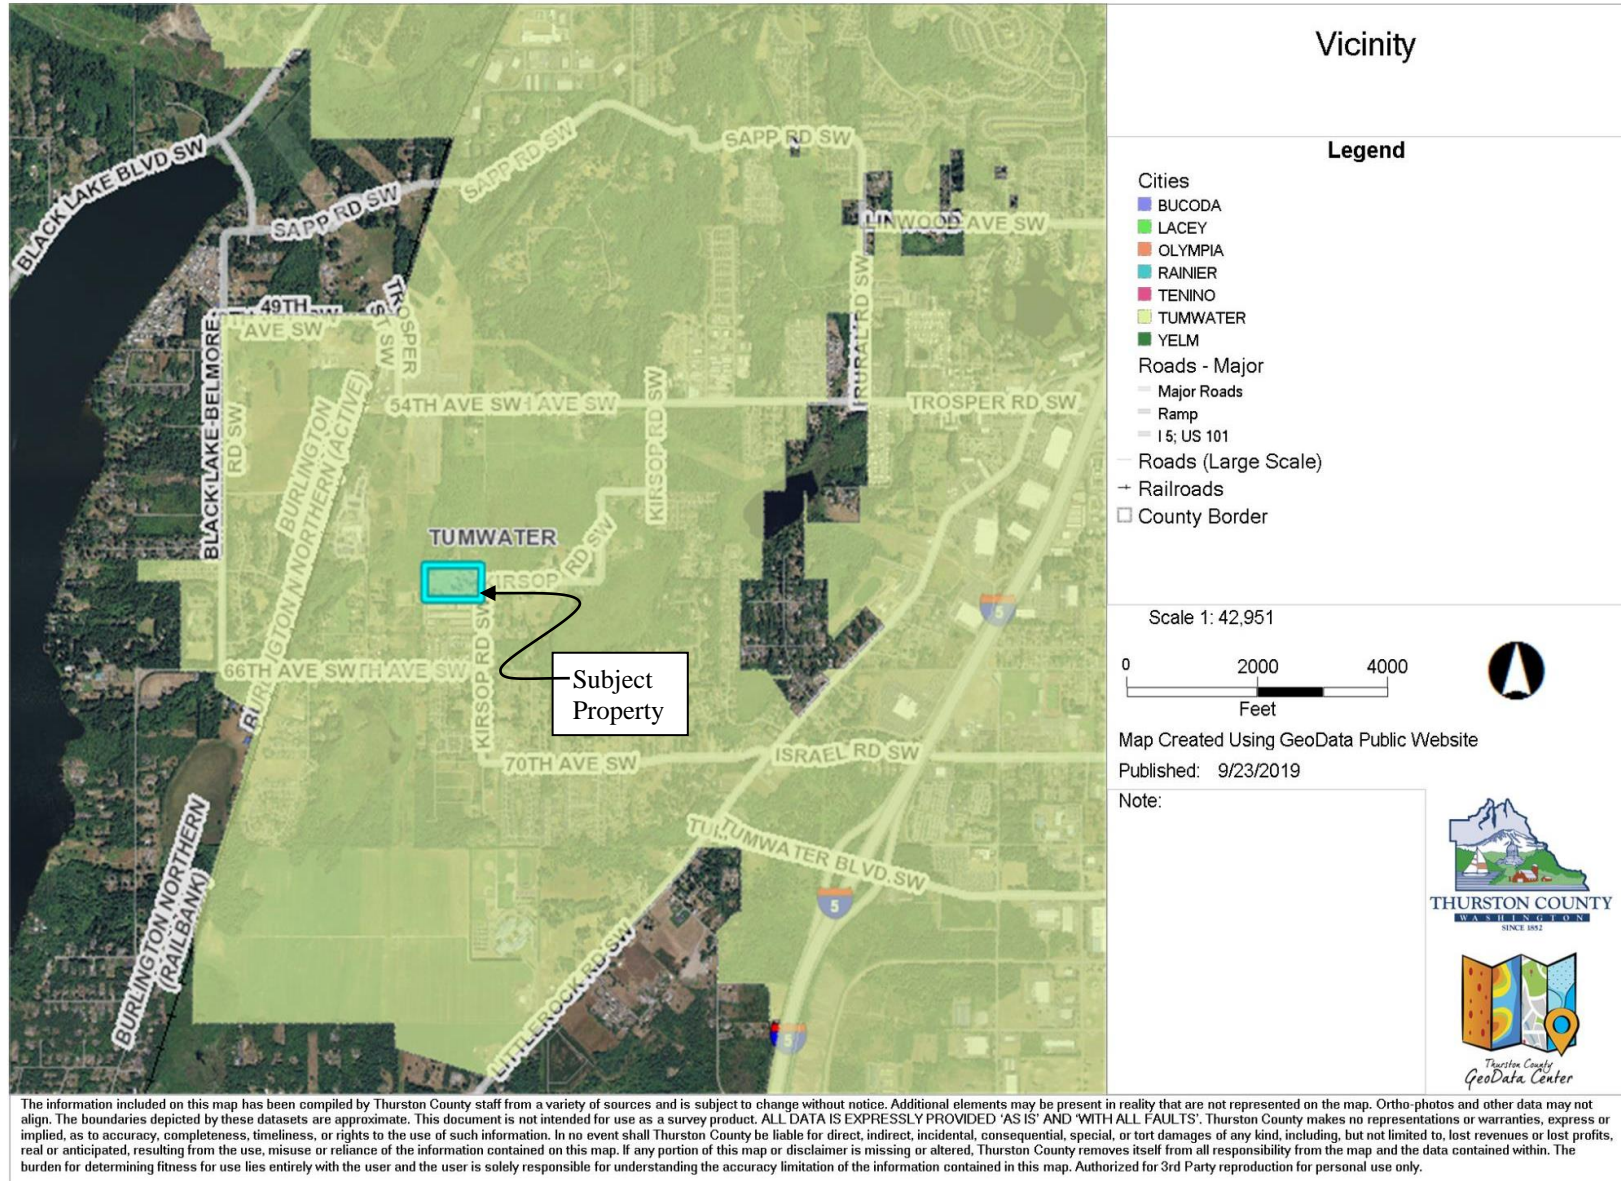 Vicinity
Legend
Cities
BUCODA
LACEY
OLYMPIA
RAINIER
TENINO
TUMWATER
YELM
Roads - Major
Major Roads
Ramp
I 5; US 101
Roads (Large Scale)
Railroads
County Border
Scale 1: 42,951
0 2000 4000
Feet
Map Created Using GeoData Public Website
Published: 9/23/2019
Note:
THURSTON COUNTY
WASHINGTON
SINCE 1852
Thurston County
GeoData Center
BLACK LAKE BLVD SW
SAPP RD SW
SAPP RD SW
SAPP RD SW
LINWOOD AVE SW
49TH
AVE SW
TROSPER
ST SW
RURAL RD SW
BLACK LAKE-BELMORE
RD SW
BURLINGTON
NORTHERN (ACTIVE)
54TH AVE SW
AVE SW
KIRSOP RD SW
TROSPER RD SW
TUMWATER
KIRSOP RD SW
BURLINGTON NORTHERN (ACTIVE)
66TH AVE SW
TH AVE SW
KIRSOP RD SW
Subject
Property
5
70TH AVE SW
ISRAEL RD SW
TUMWATER BLVD SW
5
BURLINGTON NORTHERN
(RAILBANK)
LITTLEROCK RD SW
5
The information included on this map has been compiled by Thurston County staff from a variety of sources and is subject to change without notice. Additional elements may be present in reality that are not represented on the map. Ortho-photos and other data may not
align. The boundaries depicted by these datasets are approximate. This document is not intended for use as a survey product. ALL DATA IS EXPRESSLY PROVIDED 'AS IS' AND 'WITH ALL FAULTS'. Thurston County makes no representations or warranties, express or
implied, as to accuracy, completeness, timeliness, or rights to the use of such information. In no event shall Thurston County be liable for direct, indirect, incidental, consequential, special, or tort damages of any kind, including, but not limited to, lost revenues or lost profits,
real or anticipated, resulting from the use, misuse or reliance of the information contained on this map. If any portion of this map or disclaimer is missing or altered, Thurston County removes itself from all responsibility from the map and the data contained within. The
burden for determining fitness for use lies entirely with the user and the user is solely responsible for understanding the accuracy limitation of the information contained in this map. Authorized for 3rd Party reproduction for personal use only.